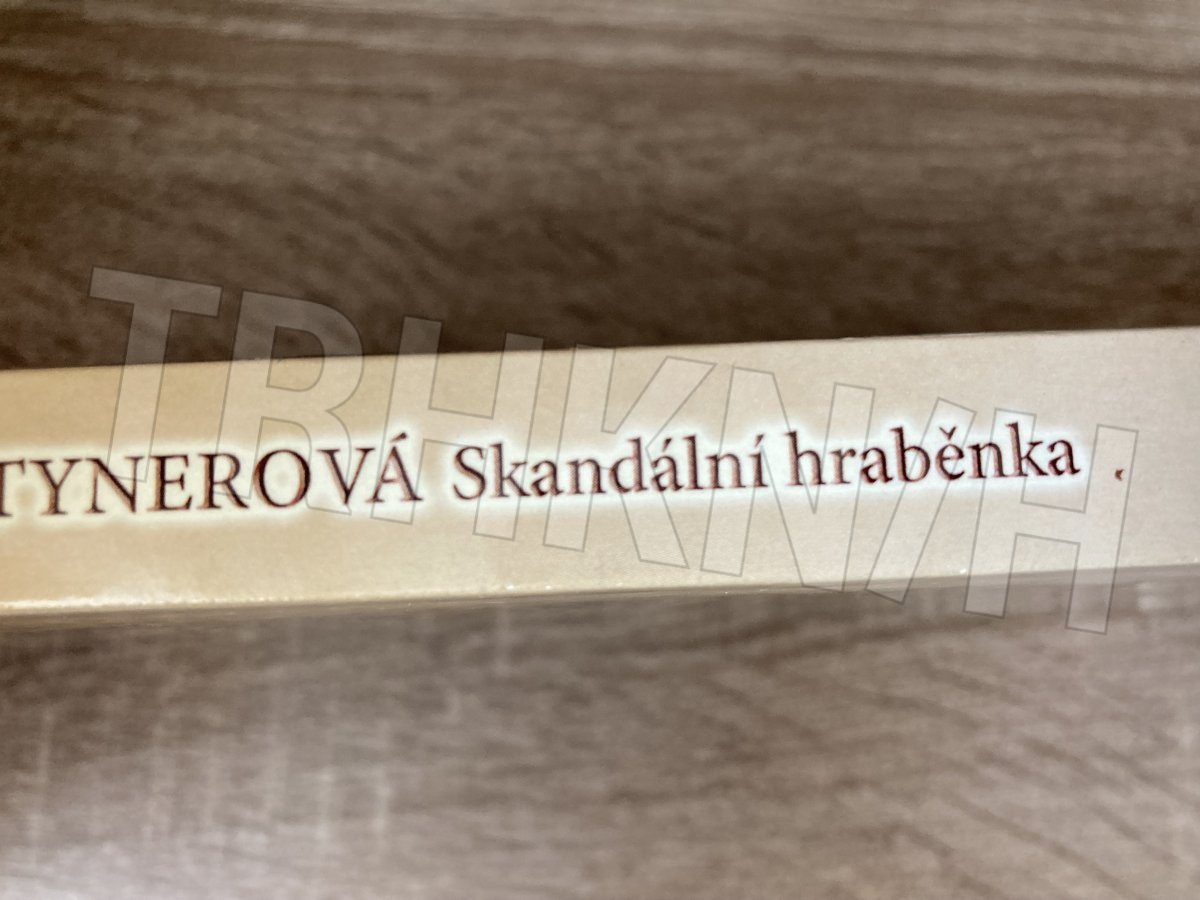 TYNEROVÁ Skandální hraběnka
TRHKNIH